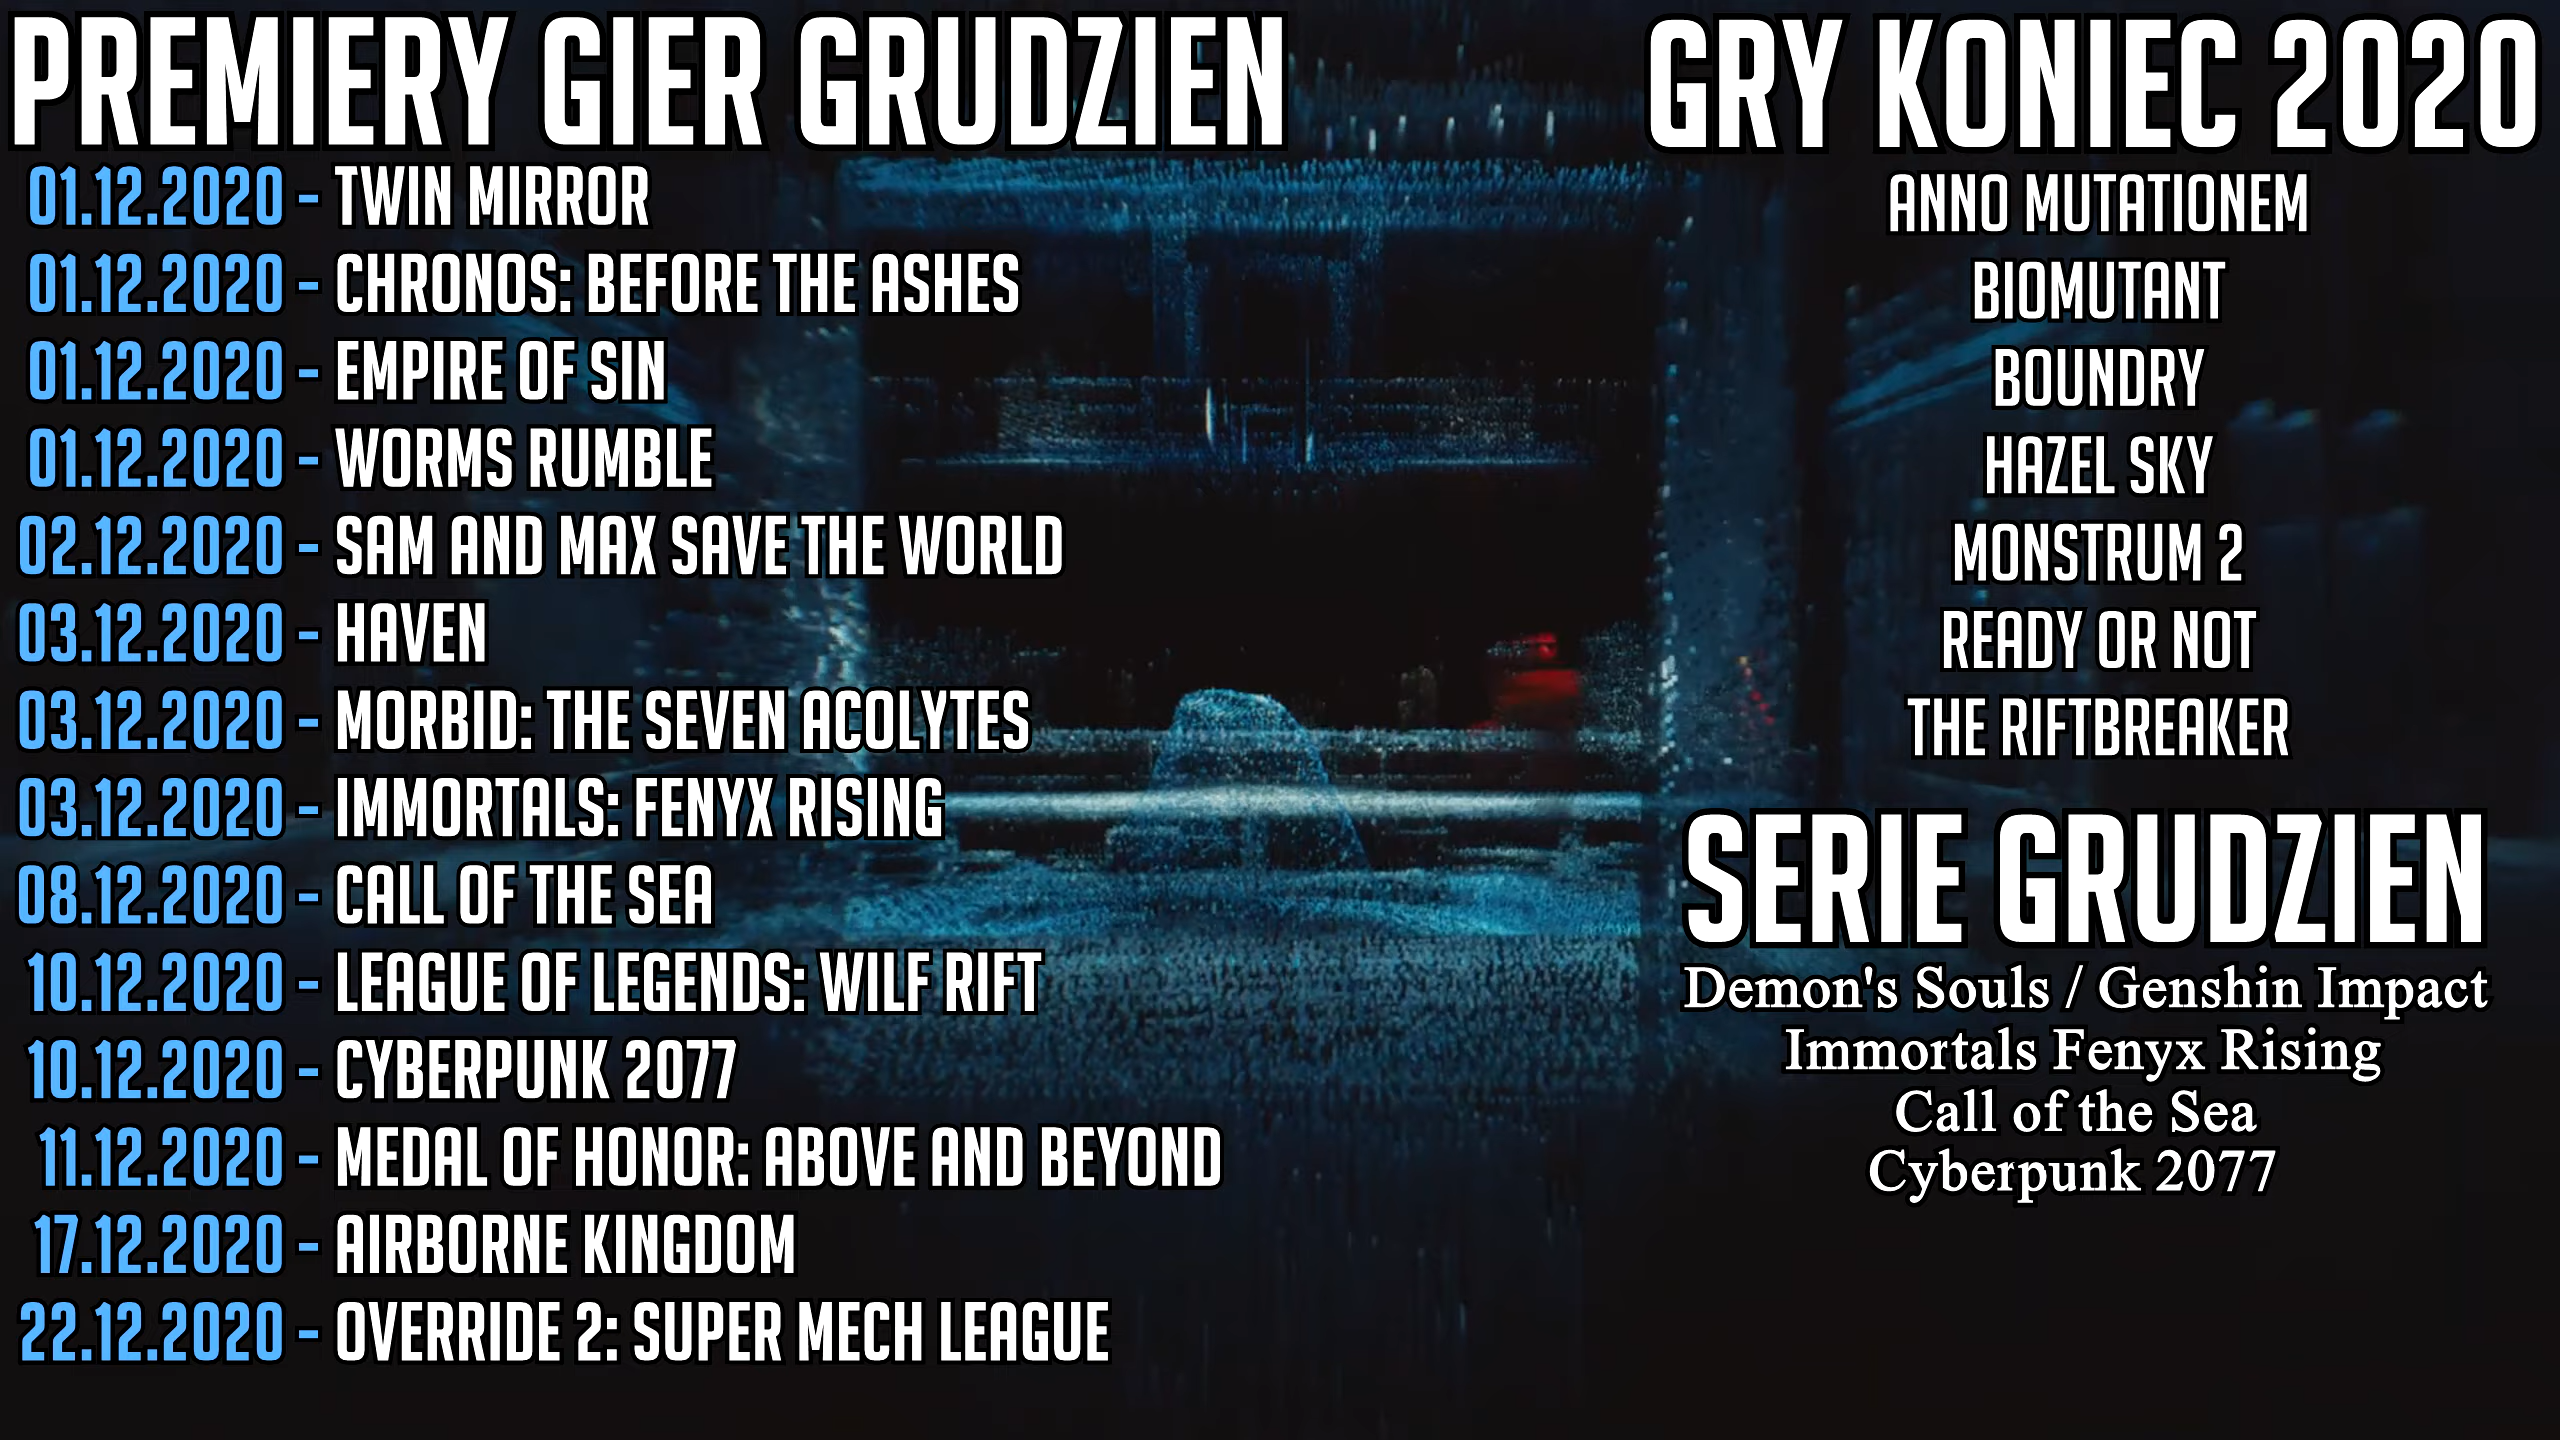 PREMIERY GIER GRUDZIEN
01.12.2020 - TWIN MIRROR
01.12.2020 - CHRONOS: BEFORE THE ASHES
01.12.2020 - EMPIRE OF SIN
01.12.2020 - WORMS RUMBLE
02.12.2020 - SAM AND MAX SAVE THE WORLD
03.12.2020 - HAVEN
03.12.2020 - MORBID: THE SEVEN ACOLYTES
03.12.2020 - IMMORTALS: FENYX RISING
08.12.2020 - CALL OF THE SEA
10.12.2020 - LEAGUE OF LEGENDS: WILF RIFT
10.12.2020 - CYBERPUNK 2077
11.12.2020 - MEDAL OF HONOR: ABOVE AND BEYOND
17.12.2020 - AIRBORNE KINGDOM
22.12.2020 - OVERRIDE 2: SUPER MECH LEAGUE
GRY KONIEC 2020
ANNO MUTATIONEM
BIOMUTANT
BOUNDRY
HAZEL SKY
MONSTRUM 2
READY OR NOT
THE RIFTBREAKER
SERIE GRUDZIEN
Demon's Souls / Genshin Impact
Immortals Fenyx Rising
Call of the Sea
Cyberpunk 2077